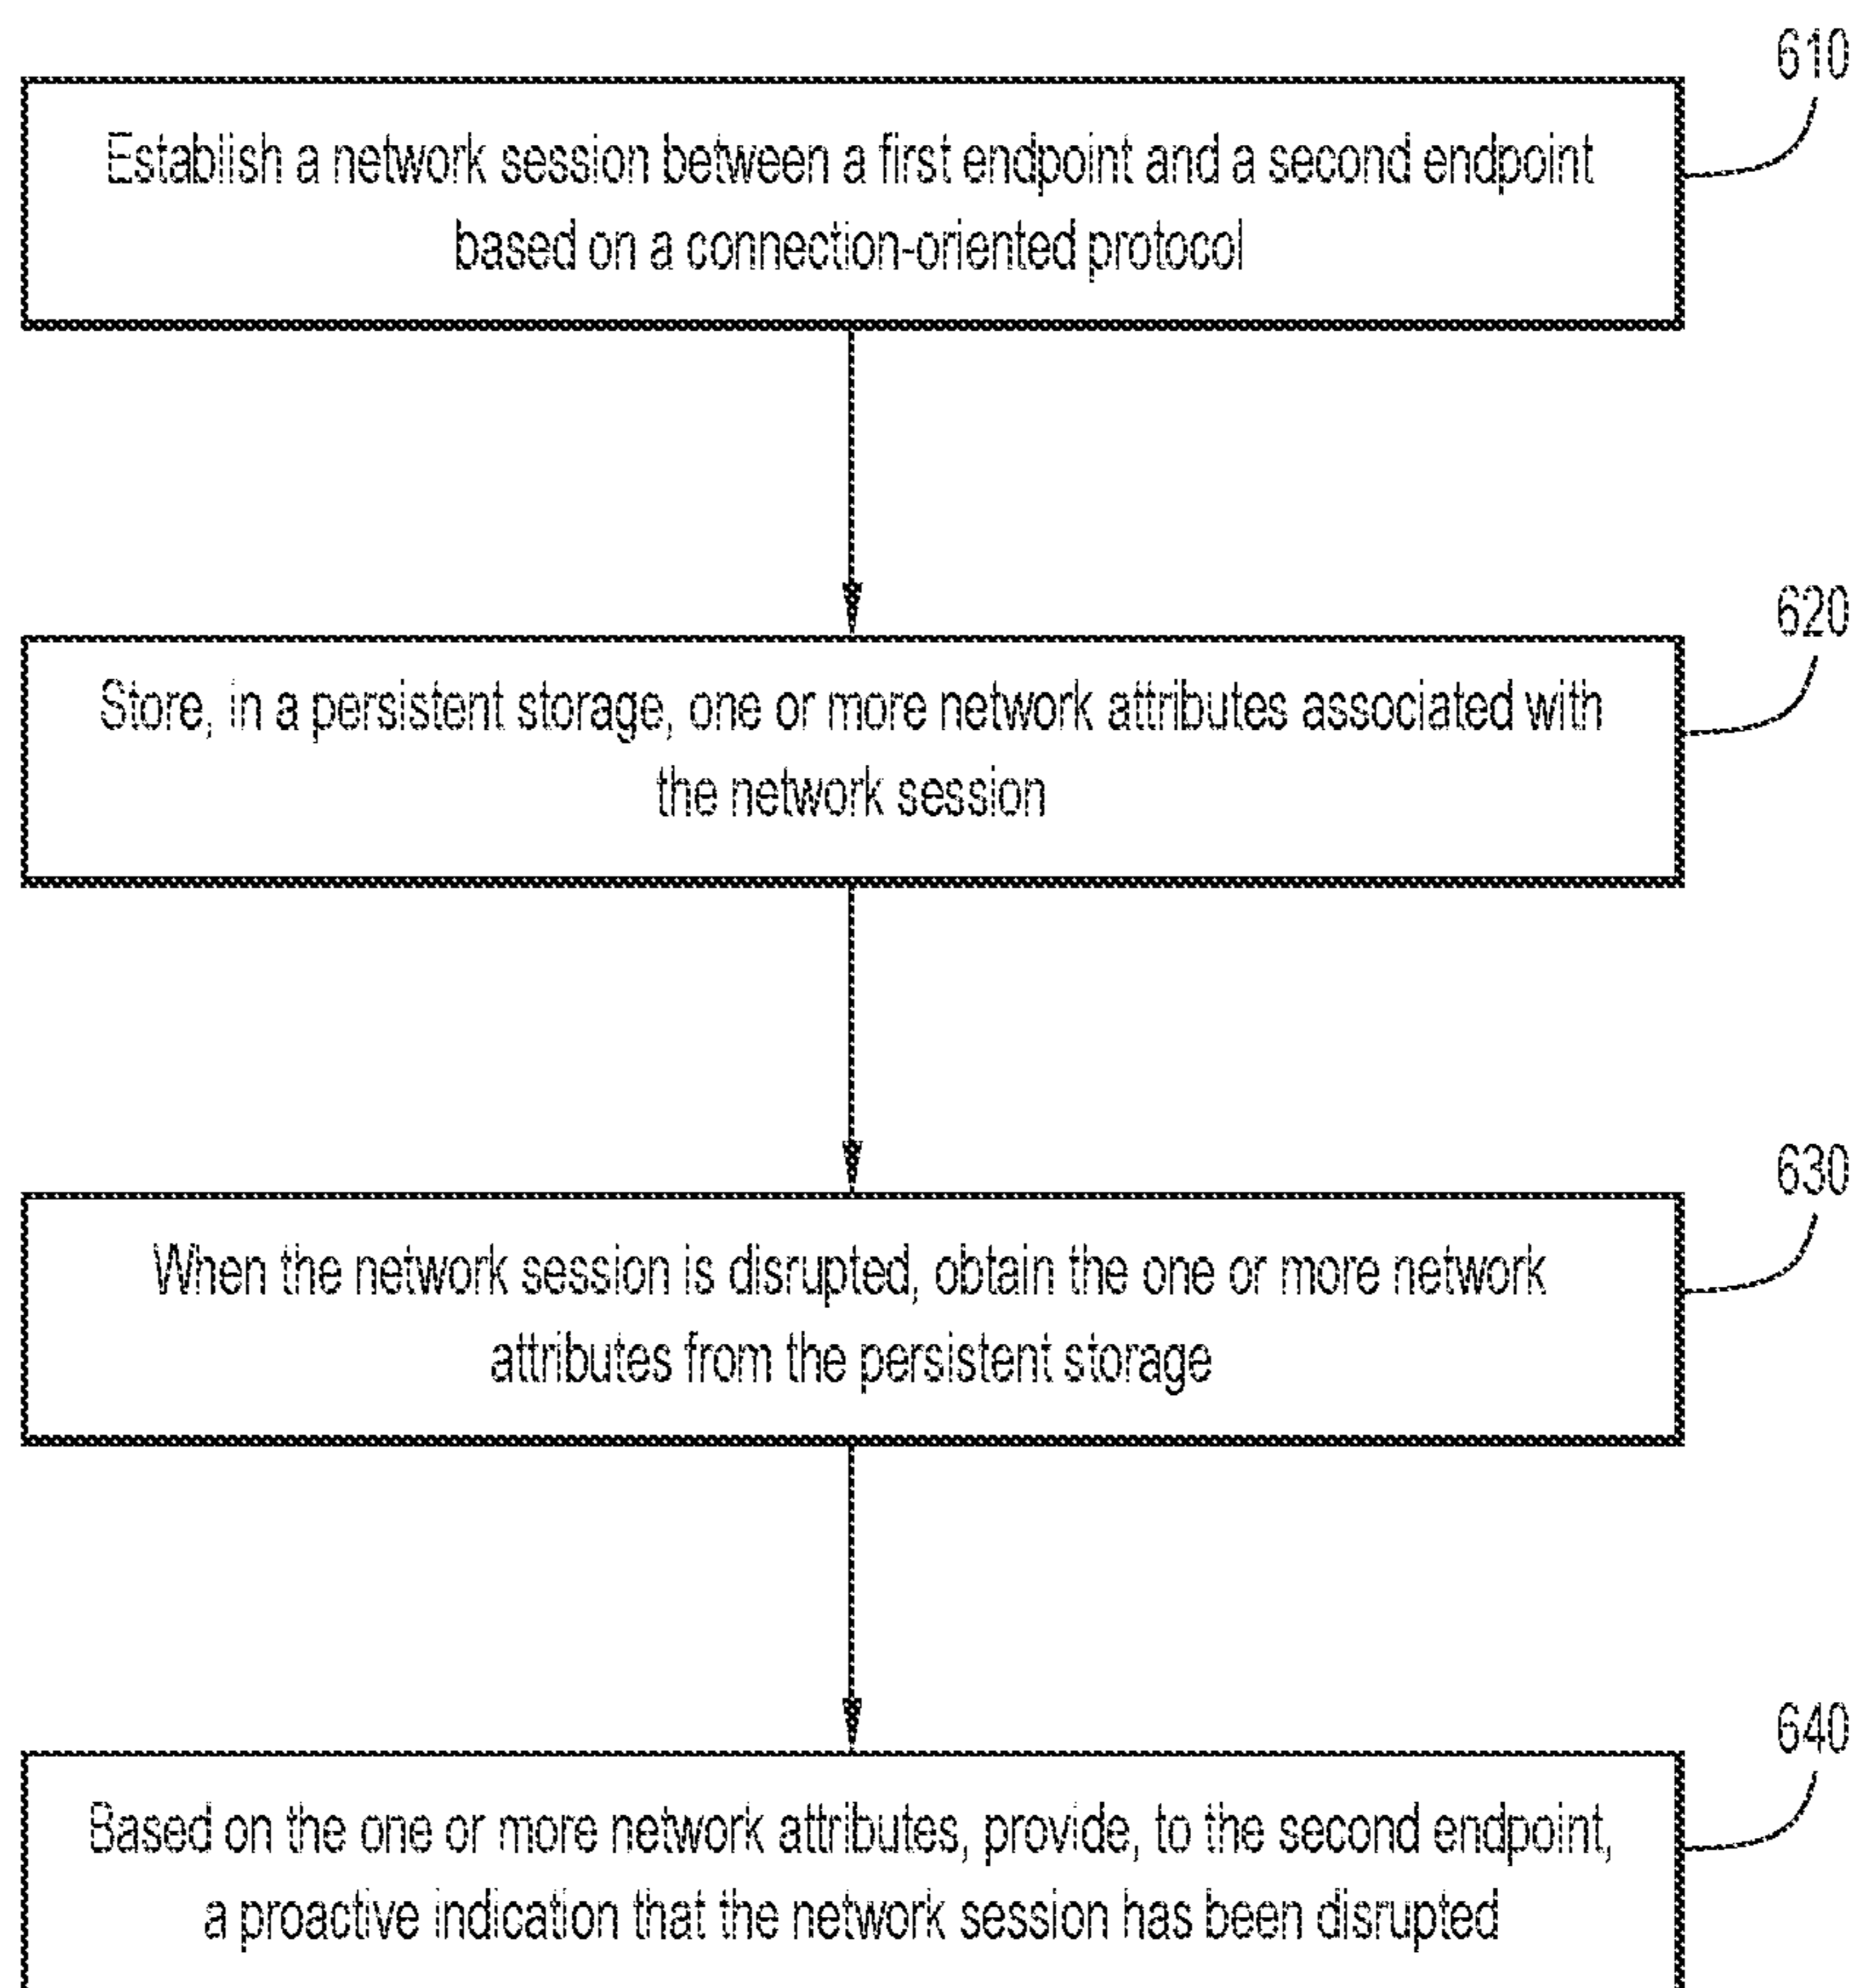 610
Establish a network session between a first endpoint and a second endpoint
based on a connection-oriented protocol
620
Store, in a persistent storage, one or more network attributes associated with
the network session
630
When the network session is disrupted, obtain the one or more network
attributes from the persistent storage
640
Based on the one or more network attributes, provide, to the second endpoint,
a proactive indication that the network session has been disrupted